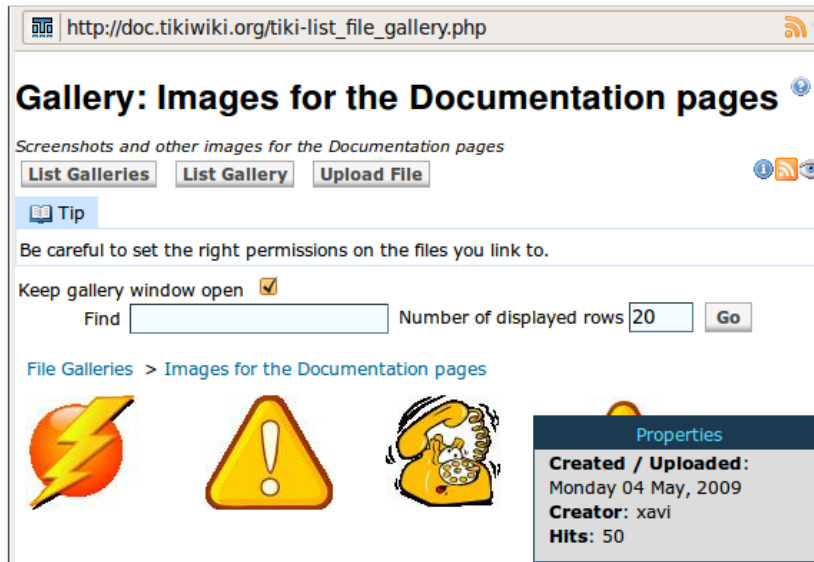 http://doc.tikiwiki.org/tiki-list_file_gallery.php
Gallery: Images for the Documentation pages
Screenshots and other images for the Documentation pages
List Galleries List Gallery Upload File
Tip
Be careful to set the right permissions on the files you link to.
Keep gallery window open
Find Number of displayed rows 20 Go
File Galleries > Images for the Documentation pages
Properties
Created / Uploaded:
Monday 04 May, 2009
Creator: xavi
Hits: 50